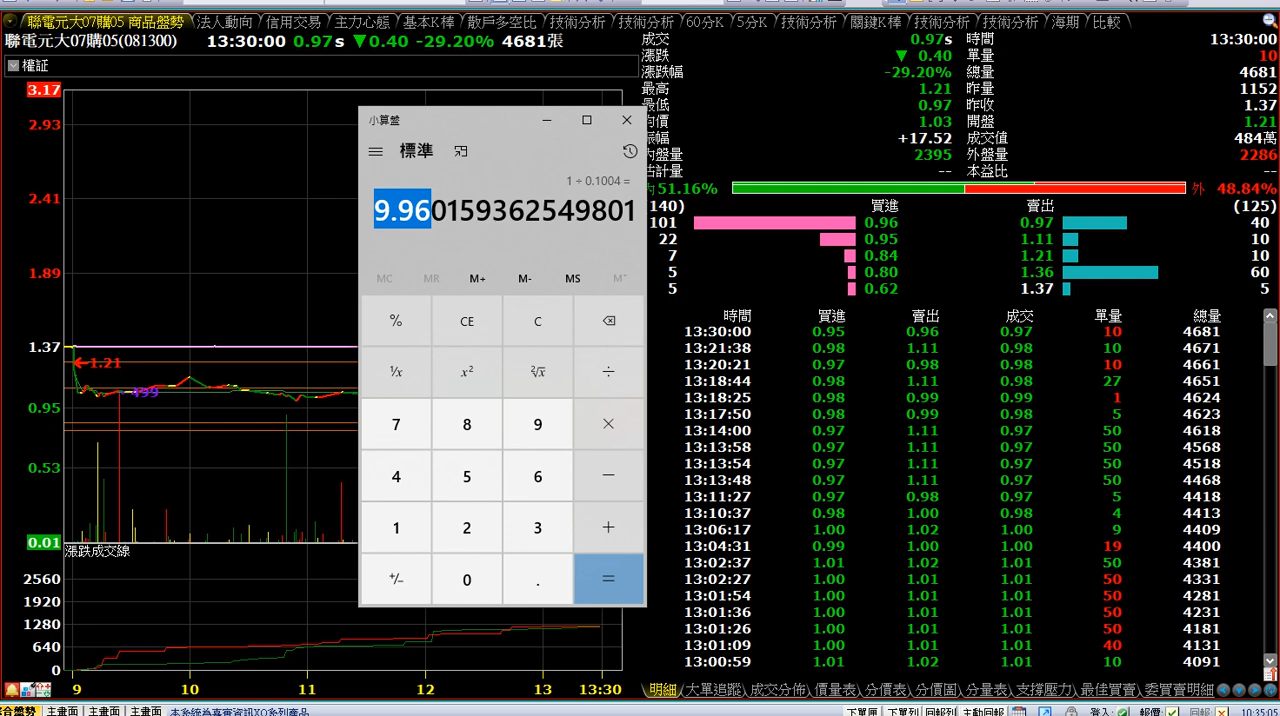 聯電元大07購05 商品盤勢 法人動向 信用交易 主力心態 基本K棒 散戶多空比 技術分析 技術分析 60分K 5分K 技術分析 關鍵K棒 技術分析 技術分析 海期 比較
聯電元大07購05(081300) 13:30:00 0.97s ▼0.40 -29.20% 4681張
權証
3.17
2.93
2.41
1.89
1.37
1.21
499
0.95
0.53
0.01
漲跌成交線
2560
1920
1280
640
0
9 10 11 12 13 13:30
小算盤
標準
1 ÷ 0.1004 =
9.960159362549801
MC MR M+ M- MS M˅
% CE C
¹/x x² ²√x ÷
7 8 9 ×
4 5 6 −
1 2 3 +
+/− 0 . =
成交 0.97s 時間 13:30:00
漲跌 ▼ 0.40 單量 10
漲跌幅 -29.20% 總量 4681
最高 1.21 昨量 1152
最低 0.97 昨收 1.37
均價 1.03 開盤 1.21
振幅 +17.52 成交值 484萬
內盤量 2395 外盤量 2286
估計量 -- 本益比 --
內 51.16% 外 48.84%
(140) 買進 賣出 (125)
101 0.96 0.97 40
22 0.95 1.11 10
7 0.84 1.21 10
5 0.80 1.36 60
5 0.62 1.37 5
時間 買進 賣出 成交 單量 總量
13:30:00 0.95 0.96 0.97 10 4681
13:21:38 0.98 1.11 0.98 10 4671
13:20:21 0.97 0.98 0.98 10 4661
13:18:44 0.98 1.11 0.98 27 4651
13:18:25 0.98 0.99 0.99 1 4624
13:17:50 0.98 0.99 0.98 5 4623
13:14:00 0.97 1.11 0.97 50 4618
13:13:58 0.97 1.11 0.97 50 4568
13:13:54 0.97 1.11 0.97 50 4518
13:13:48 0.97 1.11 0.97 50 4468
13:11:27 0.97 0.98 0.97 5 4418
13:10:37 0.98 1.00 0.98 4 4413
13:06:17 1.00 1.02 1.00 9 4409
13:04:31 0.99 1.00 1.00 19 4400
13:02:37 1.01 1.02 1.01 50 4381
13:02:27 1.00 1.01 1.01 50 4331
13:01:54 1.00 1.01 1.01 50 4281
13:01:36 1.00 1.01 1.01 50 4231
13:01:26 1.00 1.01 1.01 50 4181
13:01:09 1.00 1.01 1.01 40 4131
13:00:59 1.01 1.02 1.01 10 4091
明細 大單追蹤 成交分佈 價量表 分價表 分價圖 分量表 支撐壓力 最佳買賣 委買賣明細
綜合盤勢 主畫面 主畫面 主畫面 本系統為嘉實資訊XQ系列商品 下單匣 下單列 回報列 主動回報 登入 報價 回報 10:35:05